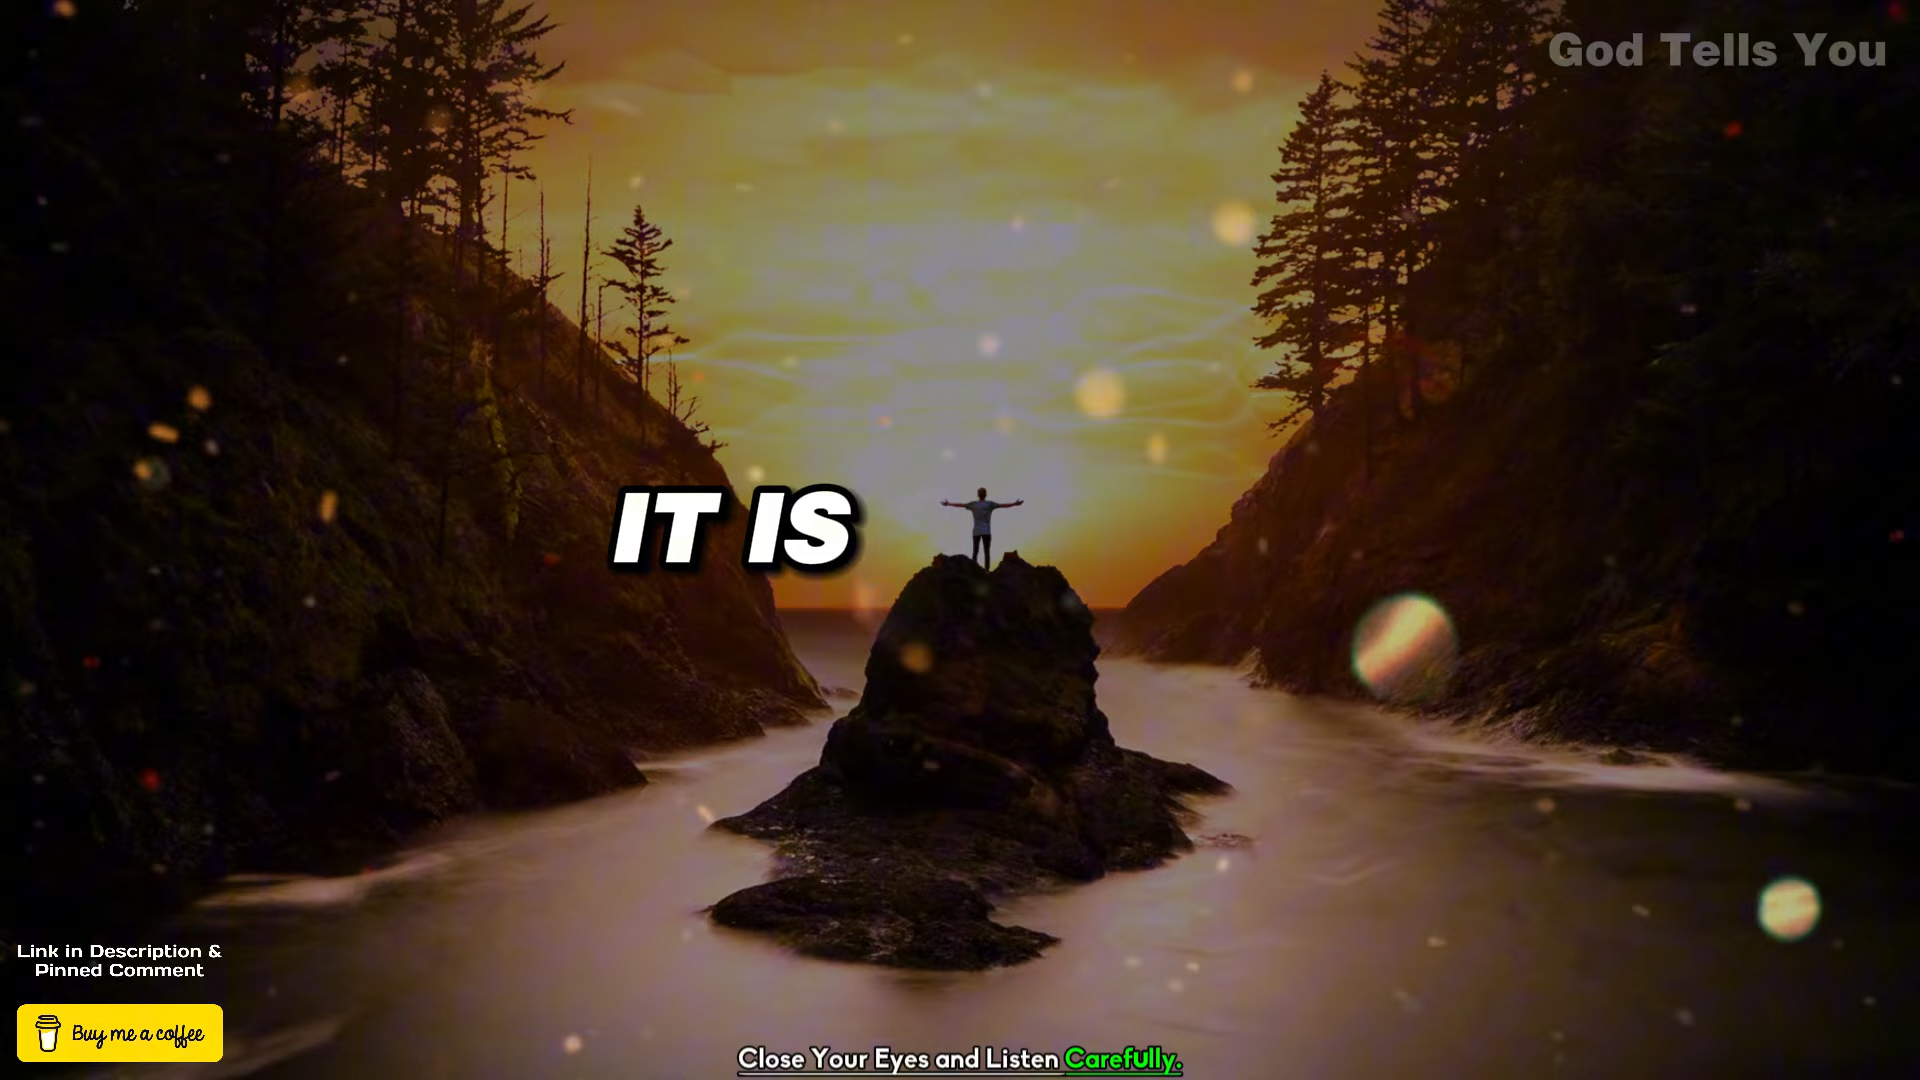 God Tells You
IT IS
Link in Description &
Pinned Comment
Buy me a coffee
Close Your Eyes and Listen Carefully.